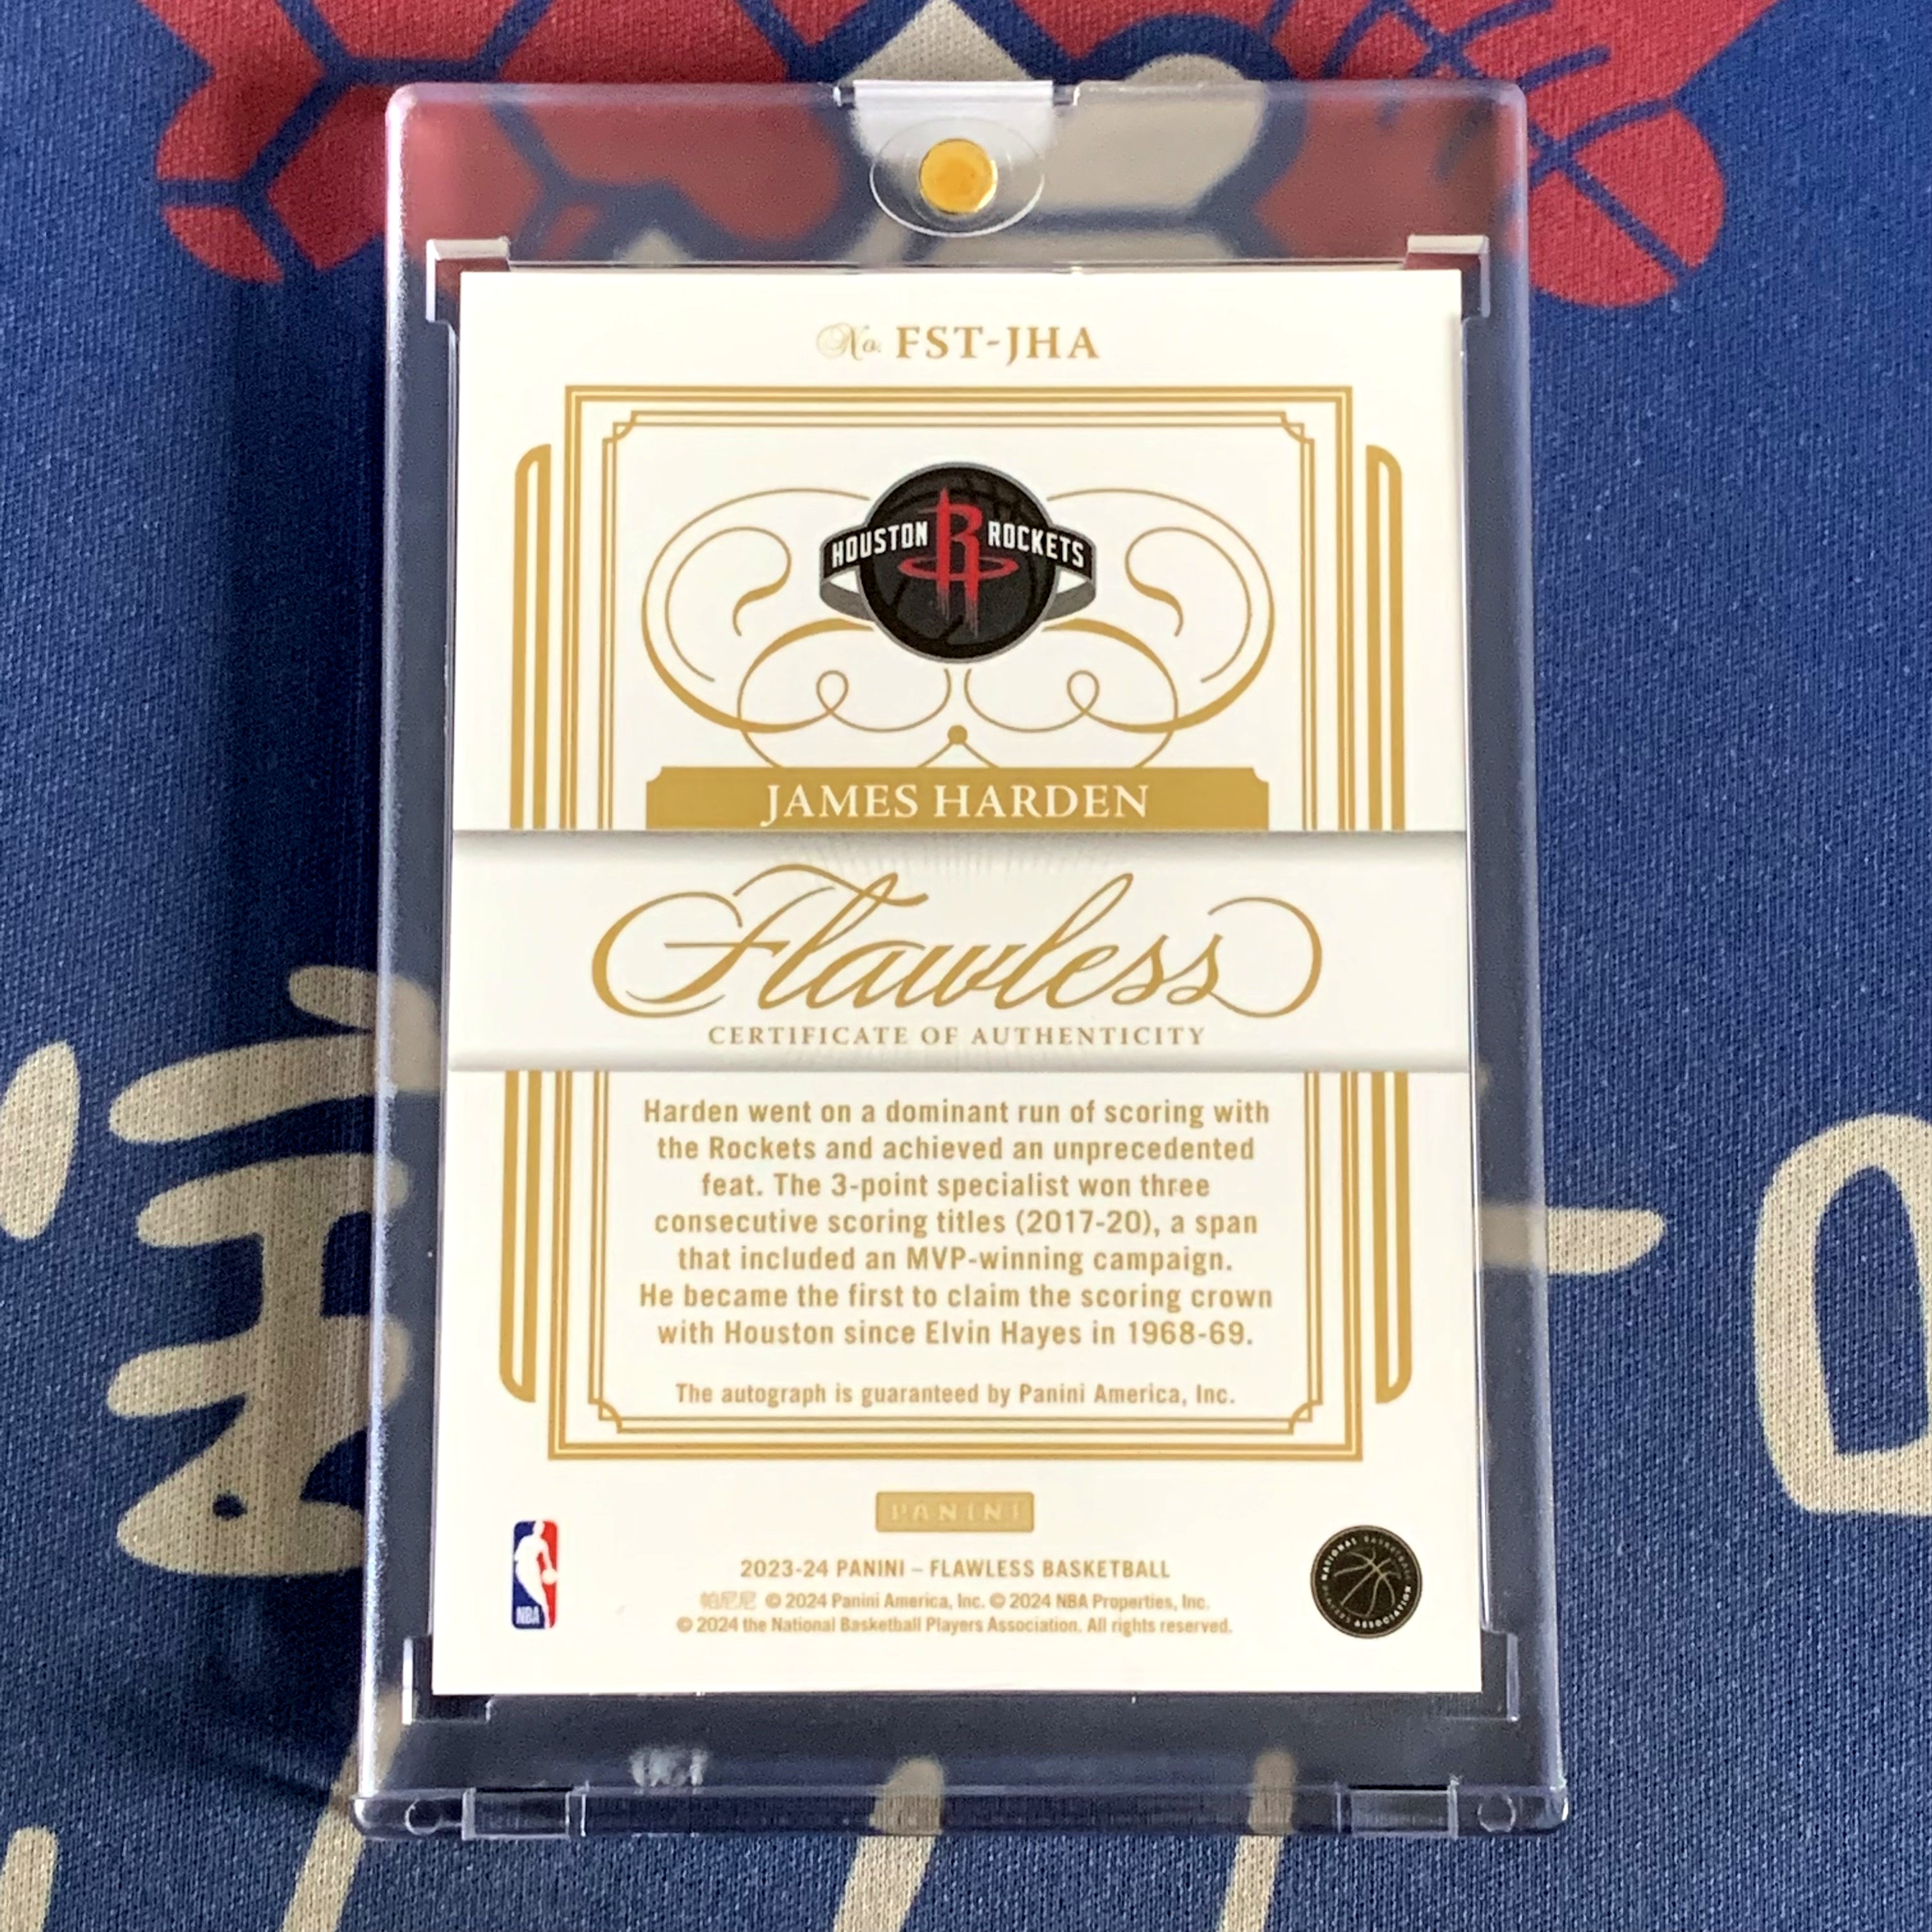 No. FST-JHA
HOUSTON ROCKETS
JAMES HARDEN
Flawless
CERTIFICATE OF AUTHENTICITY
Harden went on a dominant run of scoring with
the Rockets and achieved an unprecedented
feat. The 3-point specialist won three
consecutive scoring titles (2017-20), a span
that included an MVP-winning campaign.
He became the first to claim the scoring crown
with Houston since Elvin Hayes in 1968-69.
The autograph is guaranteed by Panini America, Inc.
PANINI
2023-24 PANINI – FLAWLESS BASKETBALL
帕尼尼 © 2024 Panini America, Inc. © 2024 NBA Properties, Inc.
© 2024 the National Basketball Players Association. All rights reserved.
NBA
NATIONAL BASKETBALL PLAYERS ASSOCIATION